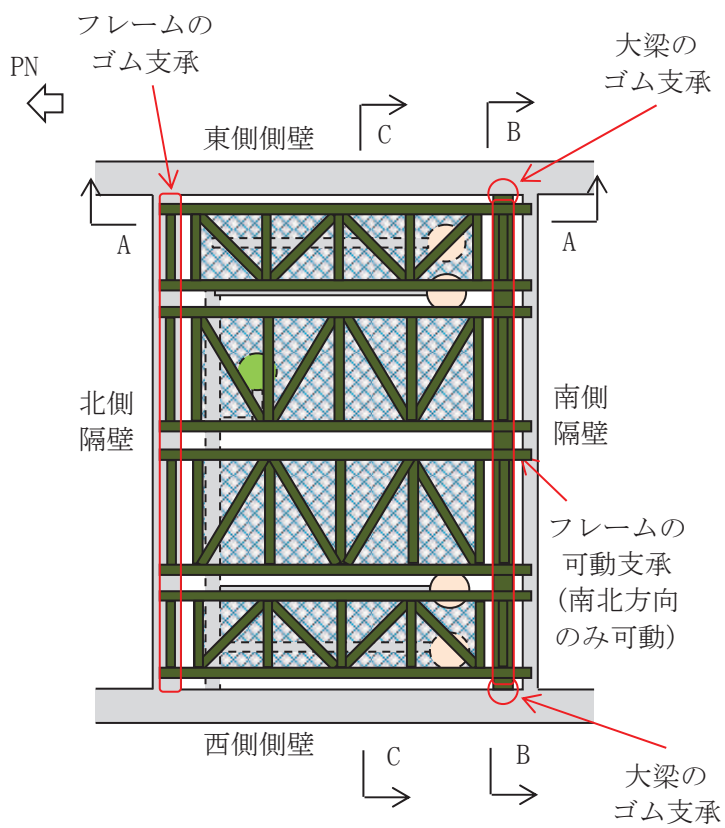 フレームの
ゴム支承
大梁の
ゴム支承
PN
C
B
東側側壁
A
A
北側
隔壁
南側
隔壁
フレームの
可動支承
(南北方向
のみ可動)
西側側壁
C
B
大梁の
ゴム支承